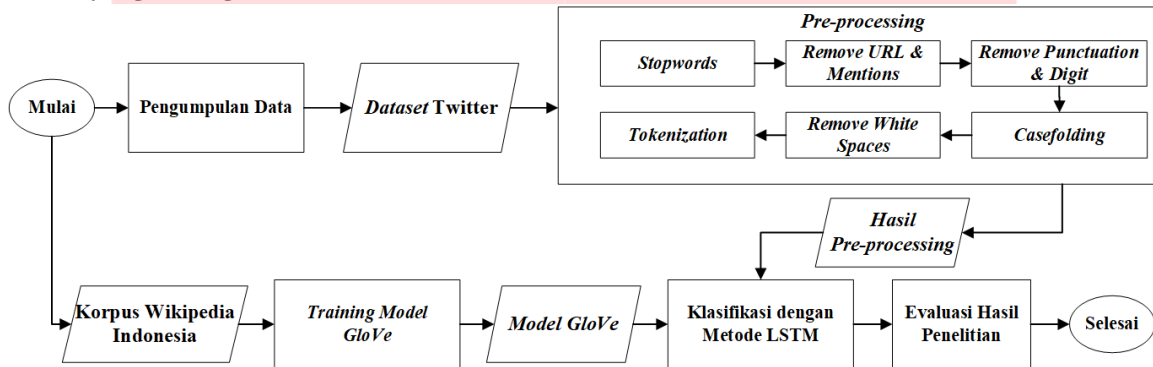 Pre-processing
Stopwords
Remove URL &
Mentions
Remove Punctuation
& Digit
Mulai
Pengumpulan Data
Dataset Twitter
Tokenization
Remove White
Spaces
Casefolding
Hasil
Pre-processing
Korpus Wikipedia
Indonesia
Training Model
GloVe
Model GloVe
Klasifikasi dengan
Metode LSTM
Evaluasi Hasil
Penelitian
Selesai